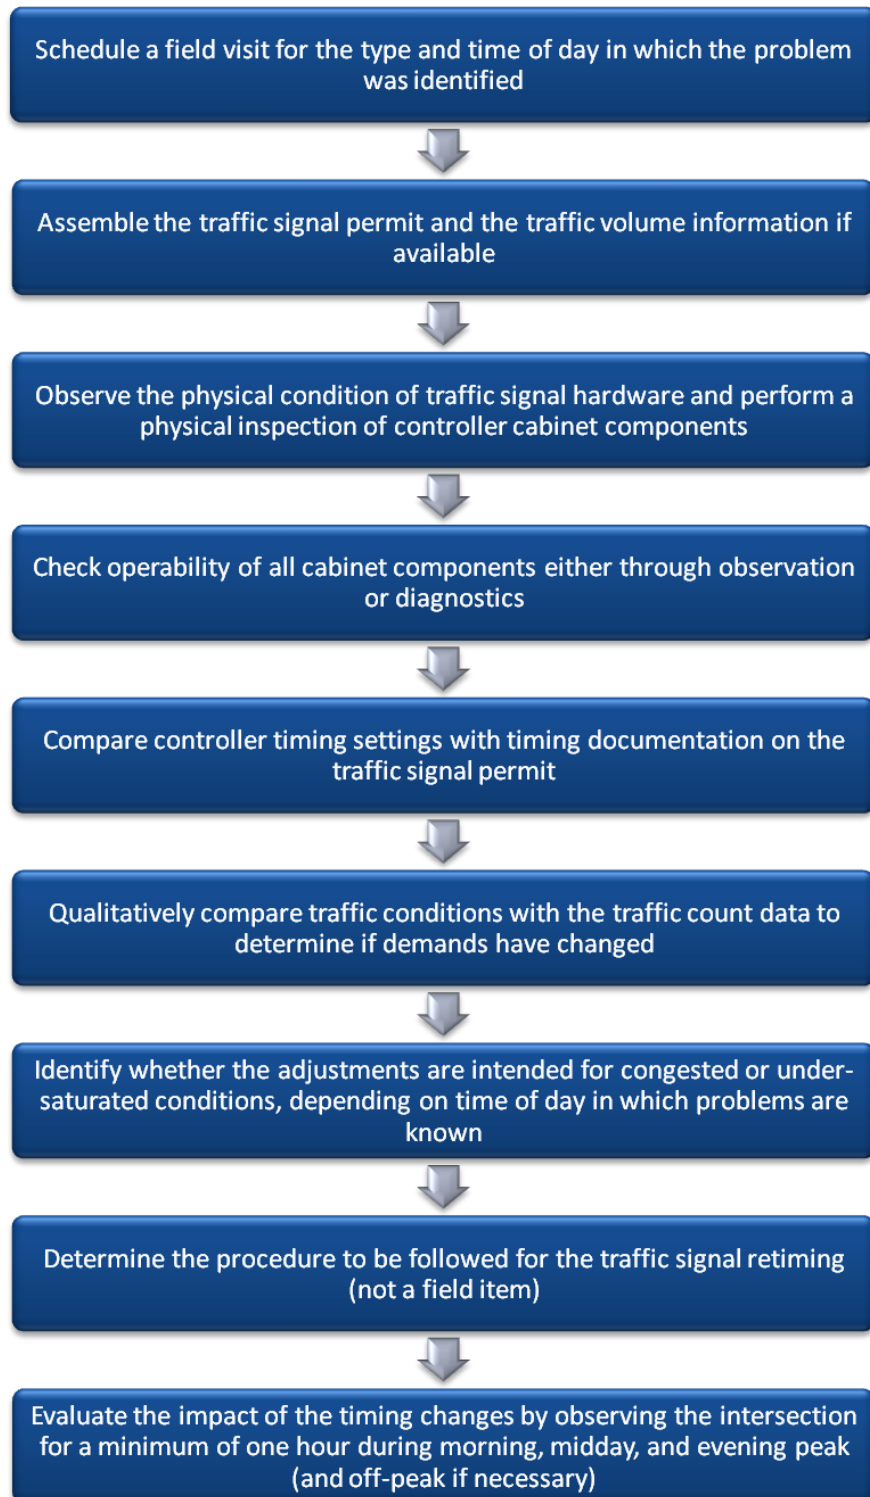 Schedule a field visit for the type and time of day in which the problem
was identified
Assemble the traffic signal permit and the traffic volume information if
available
Observe the physical condition of traffic signal hardware and perform a
physical inspection of controller cabinet components
Check operability of all cabinet components either through observation
or diagnostics
Compare controller timing settings with timing documentation on the
traffic signal permit
Qualitatively compare traffic conditions with the traffic count data to
determine if demands have changed
Identify whether the adjustments are intended for congested or under-
saturated conditions, depending on time of day in which problems are
known
Determine the procedure to be followed for the traffic signal retiming
(not a field item)
Evaluate the impact of the timing changes by observing the intersection
for a minimum of one hour during morning, midday, and evening peak
(and off-peak if necessary)